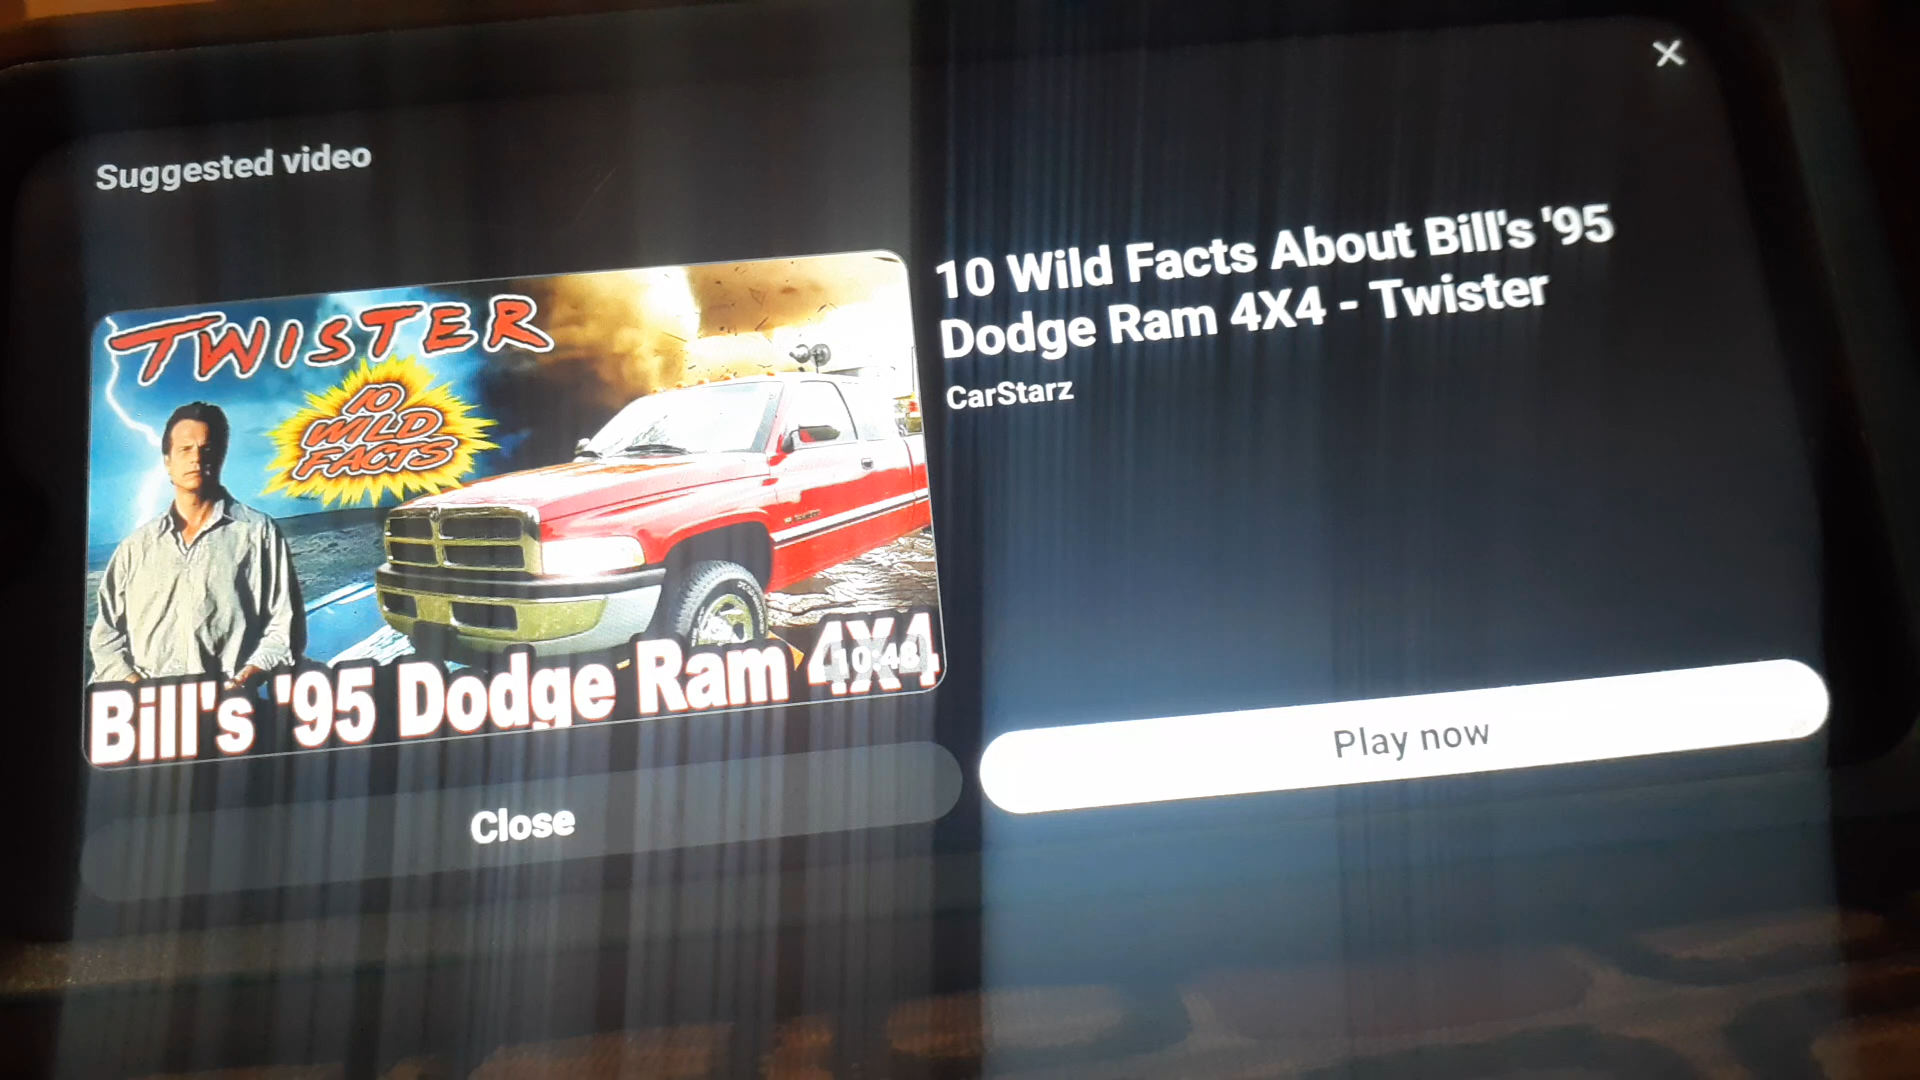 Suggested video
TWISTER
10
WILD
FACTS
Bill's '95 Dodge Ram 4X4
10:48
10 Wild Facts About Bill's '95
Dodge Ram 4X4 - Twister
CarStarz
Close
Play now